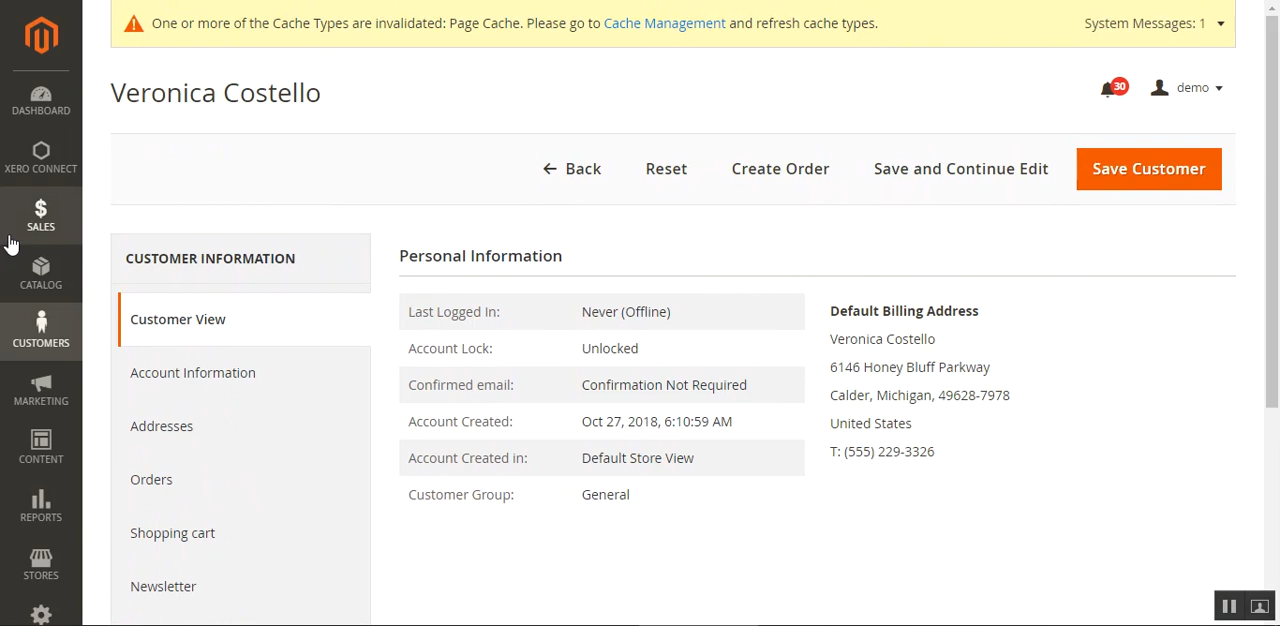 One or more of the Cache Types are invalidated: Page Cache. Please go to Cache Management and refresh cache types.
System Messages: 1
Veronica Costello
30
demo
DASHBOARD
XERO CONNECT
SALES
CATALOG
CUSTOMERS
MARKETING
CONTENT
REPORTS
STORES
Back
Reset
Create Order
Save and Continue Edit
Save Customer
CUSTOMER INFORMATION
Customer View
Account Information
Addresses
Orders
Shopping cart
Newsletter
Personal Information
Last Logged In: Never (Offline)
Account Lock: Unlocked
Confirmed email: Confirmation Not Required
Account Created: Oct 27, 2018, 6:10:59 AM
Account Created in: Default Store View
Customer Group: General
Default Billing Address
Veronica Costello
6146 Honey Bluff Parkway
Calder, Michigan, 49628-7978
United States
T: (555) 229-3326